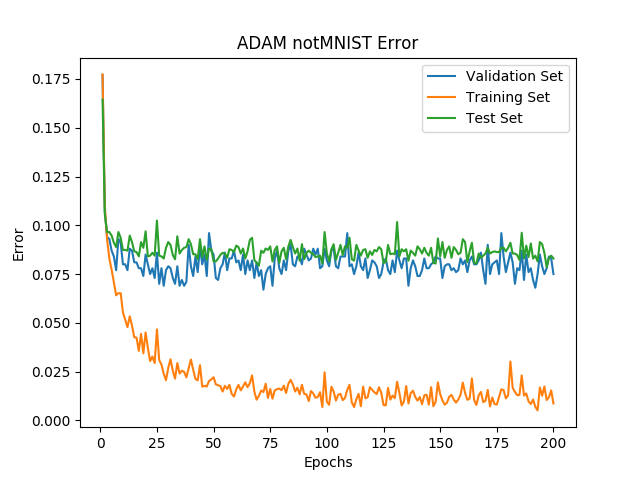 ADAM notMNIST Error
Validation Set
Training Set
Test Set
Error
0.175
0.150
0.125
0.100
0.075
0.050
0.025
0.000
0 25 50 75 100 125 150 175 200
Epochs